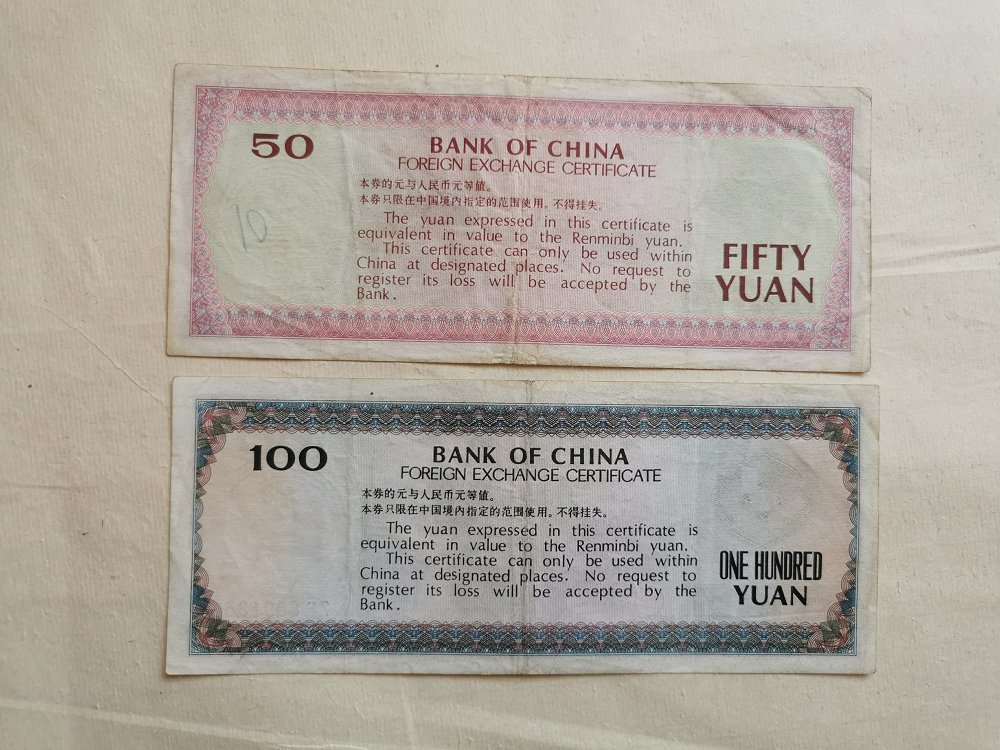 50
BANK OF CHINA
FOREIGN EXCHANGE CERTIFICATE
本券的元与人民币元等值。
本券只限在中国境内指定的范围使用，不得挂失。
The yuan expressed in this certificate is
equivalent in value to the Renminbi yuan.
This certificate can only be used within
China at designated places. No request to
register its loss will be accepted by the
Bank.
10
FIFTY
YUAN
100
BANK OF CHINA
FOREIGN EXCHANGE CERTIFICATE
本券的元与人民币元等值。
本券只限在中国境内指定的范围使用，不得挂失。
The yuan expressed in this certificate is
equivalent in value to the Renminbi yuan.
This certificate can only be used within
China at designated places. No request to
register its loss will be accepted by the
Bank.
ONE HUNDRED
YUAN